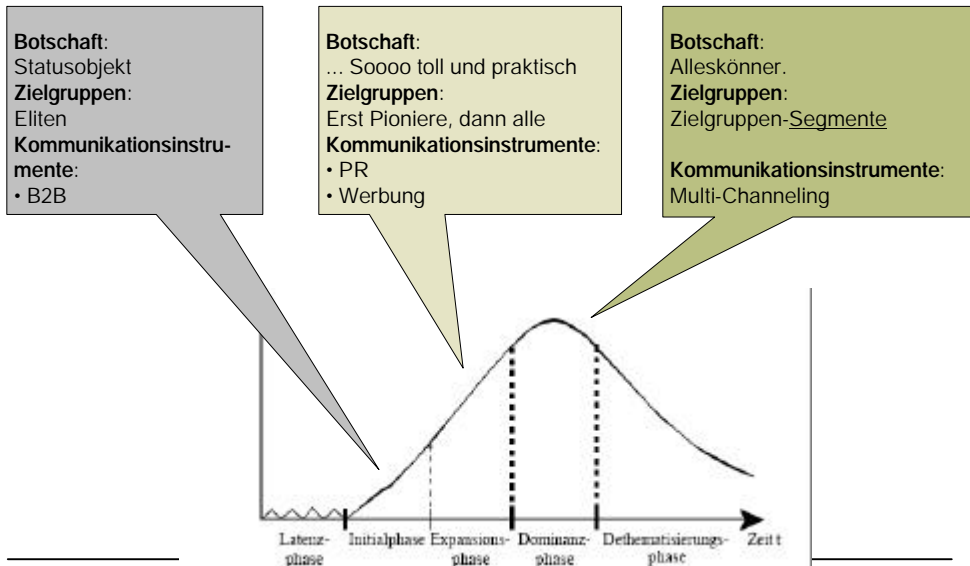 Botschaft:
Statusobjekt
Zielgruppen:
Eliten
Kommunikationsinstru-
mente:
• B2B
Botschaft:
... Soooo toll und praktisch
Zielgruppen:
Erst Pioniere, dann alle
Kommunikationsinstrumente:
• PR
• Werbung
Botschaft:
Alleskönner.
Zielgruppen:
Zielgruppen-Segmente
Kommunikationsinstrumente:
Multi-Channeling
Latenz-
phase
Initialphase
Expansions-
phase
Dominanz-
phase
Dethematisierungs-
phase
Zeit t